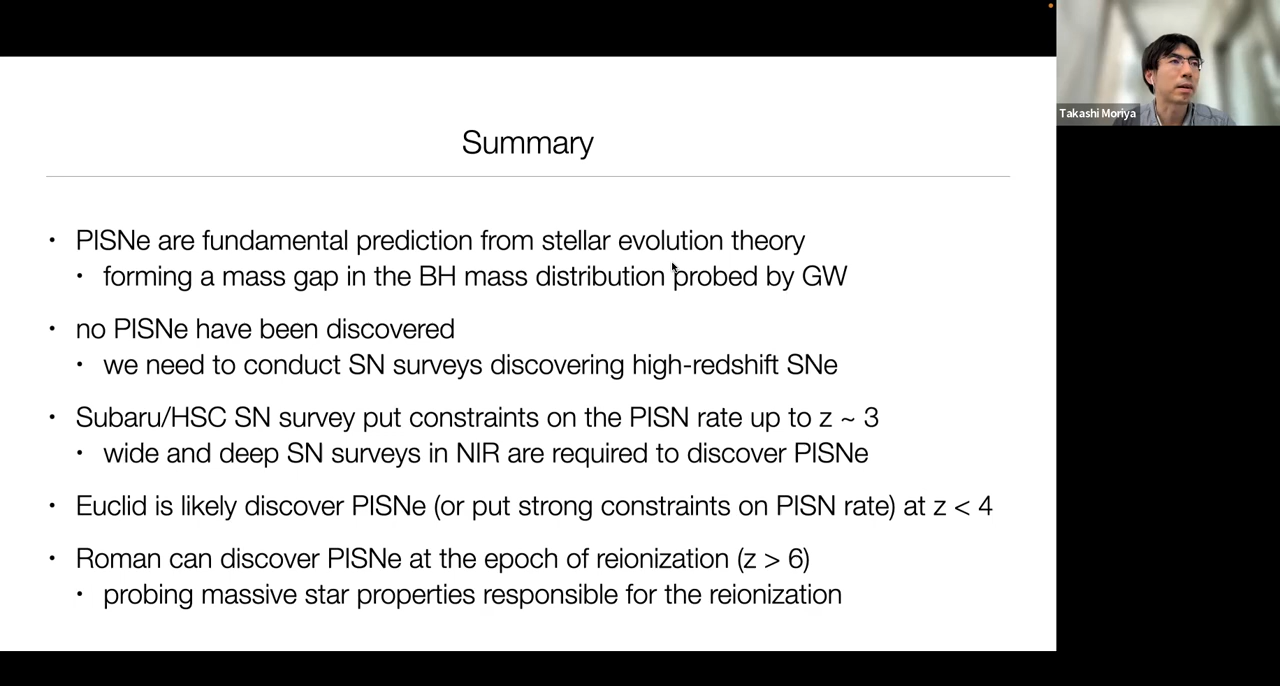 Summary
• PISNe are fundamental prediction from stellar evolution theory
• forming a mass gap in the BH mass distribution probed by GW
• no PISNe have been discovered
• we need to conduct SN surveys discovering high-redshift SNe
• Subaru/HSC SN survey put constraints on the PISN rate up to z ~ 3
• wide and deep SN surveys in NIR are required to discover PISNe
• Euclid is likely discover PISNe (or put strong constraints on PISN rate) at z < 4
• Roman can discover PISNe at the epoch of reionization (z > 6)
• probing massive star properties responsible for the reionization
Takashi Moriya